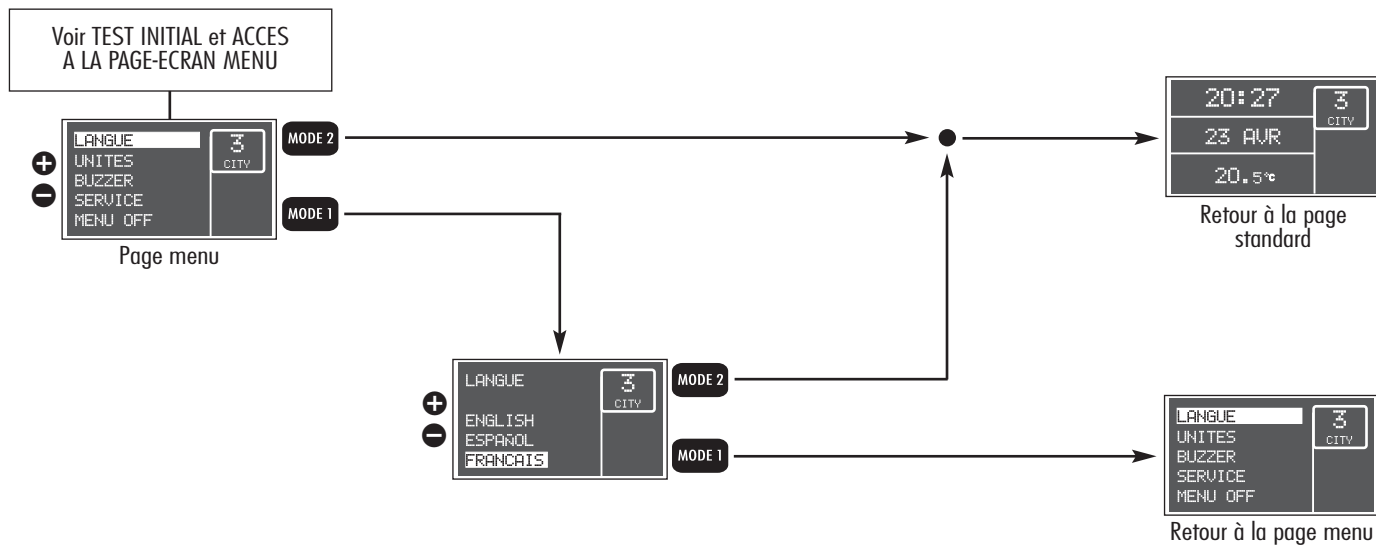 Voir TEST INITIAL et ACCES
A LA PAGE-ECRAN MENU
LANGUE
UNITES
BUZZER
SERVICE
MENU OFF
3
CITY
MODE 2
MODE 1
Page menu
LANGUE
ENGLISH
ESPAÑOL
FRANCAIS
3
CITY
MODE 2
MODE 1
20:27
23 AVR
20.5°c
3
CITY
Retour à la page
standard
LANGUE
UNITES
BUZZER
SERVICE
MENU OFF
3
CITY
Retour à la page menu